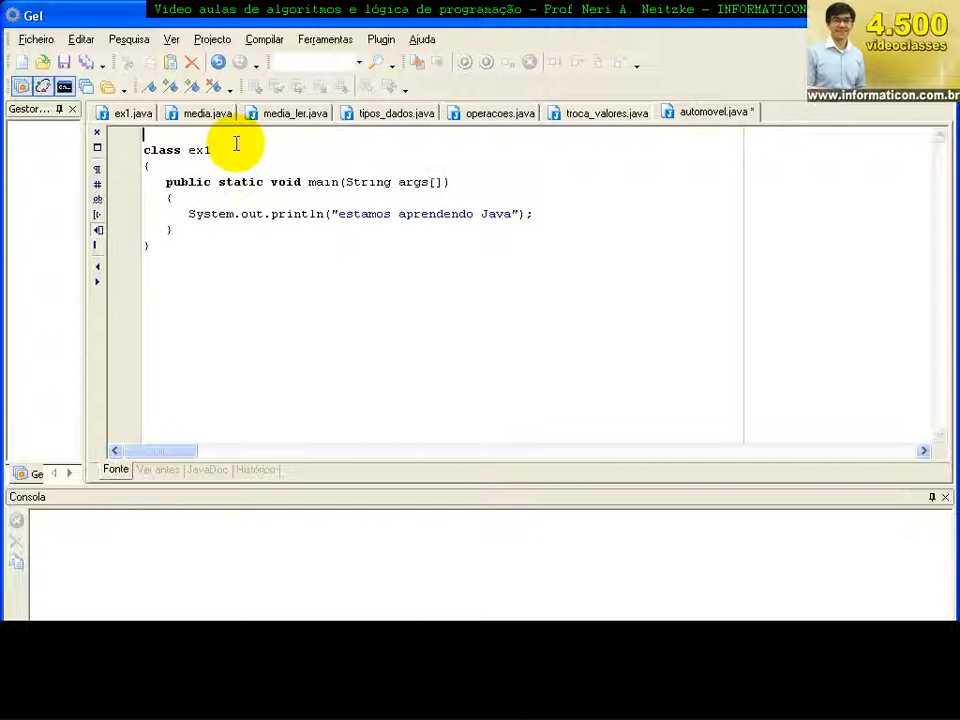 Vídeo aulas de algoritmos e lógica de programação - Prof Neri A. Neitzke - INFORMATICON
Gel
4.500
videoclasses
www.informaticon.com.br
Ficheiro Editar Pesquisa Ver Projecto Compilar Ferramentas Plugin Ajuda
Gestor...
ex1.java media.java media_ler.java tipos_dados.java operacoes.java troca_valores.java automovel.java *
class ex1
{
public static void main(String args[])
{
System.out.println("estamos aprendendo Java");
}
}
Ge
Fonte Ver antes JavaDoc Histórico
Consola